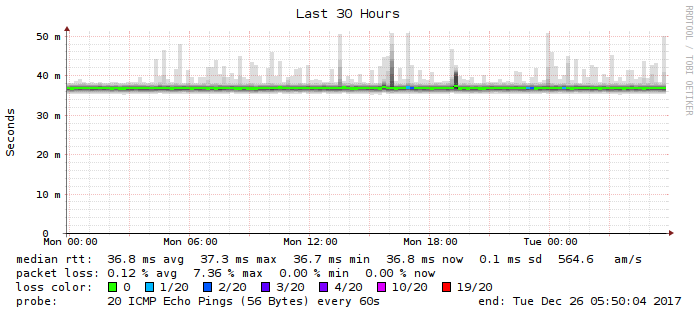 Last 30 Hours
RRDTOOL / TOBI OETIKER
Seconds
50 m
40 m
30 m
20 m
10 m
0
Mon 00:00 Mon 06:00 Mon 12:00 Mon 18:00 Tue 00:00
median rtt: 36.8 ms avg 37.3 ms max 36.7 ms min 36.8 ms now 0.1 ms sd 564.6 am/s
packet loss: 0.12 % avg 7.36 % max 0.00 % min 0.00 % now
loss color: 0 1/20 2/20 3/20 4/20 10/20 19/20
probe: 20 ICMP Echo Pings (56 Bytes) every 60s end: Tue Dec 26 05:50:04 2017